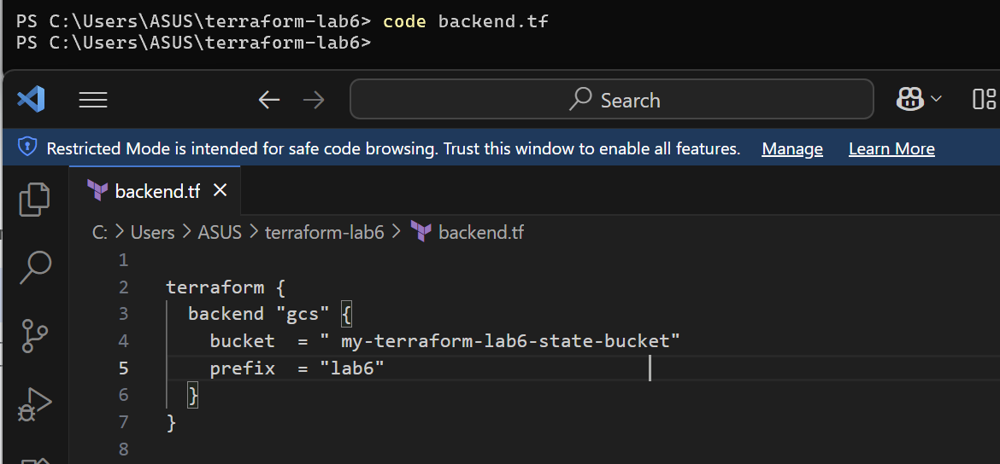 PS C:\Users\ASUS\terraform-lab6> code backend.tf
PS C:\Users\ASUS\terraform-lab6>
Search
Restricted Mode is intended for safe code browsing. Trust this window to enable all features. Manage Learn More
backend.tf
C: > Users > ASUS > terraform-lab6 > backend.tf
1
2 terraform {
3   backend "gcs" {
4     bucket  = " my-terraform-lab6-state-bucket"
5     prefix  = "lab6"
6   }
7 }
8